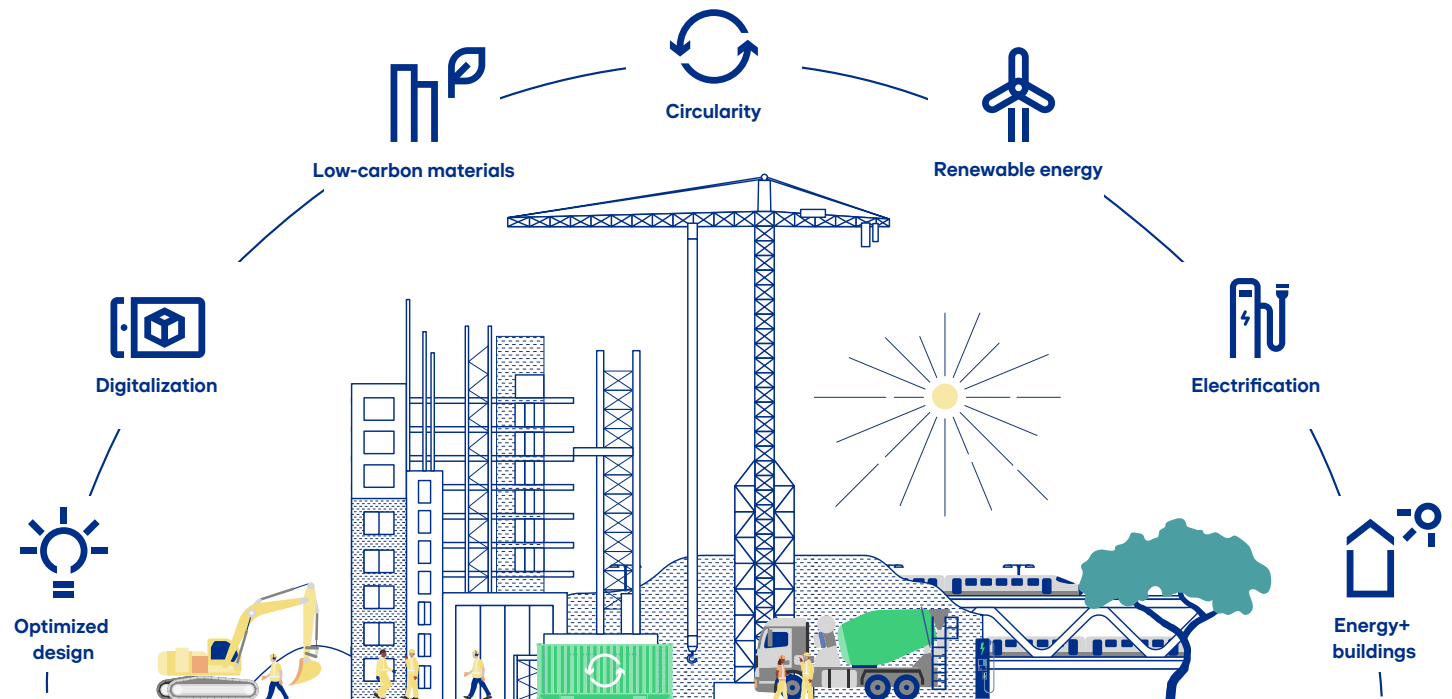 Circularity
Low-carbon materials
Renewable energy
Digitalization
Electrification
Optimized
design
Energy+
buildings